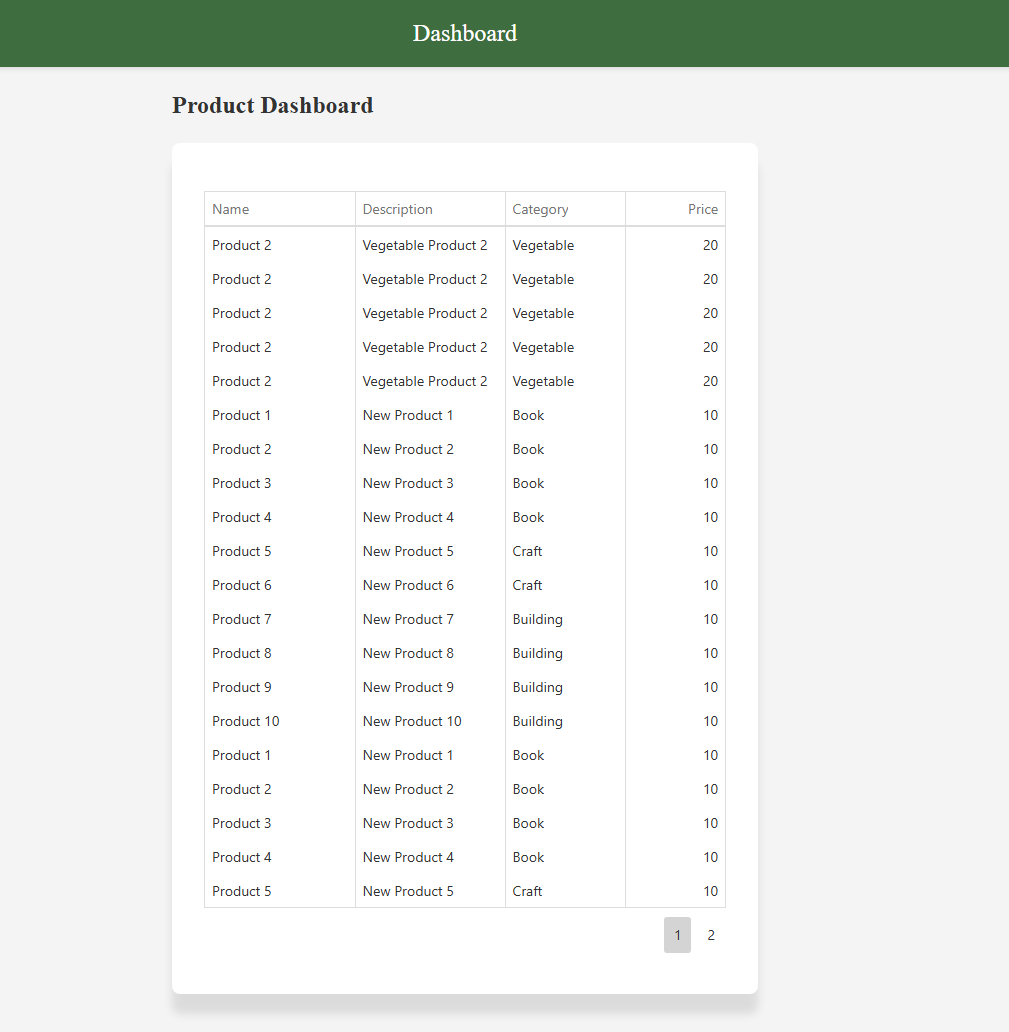 Dashboard
Product Dashboard
Name Description Category Price
Product 2 Vegetable Product 2 Vegetable 20
Product 2 Vegetable Product 2 Vegetable 20
Product 2 Vegetable Product 2 Vegetable 20
Product 2 Vegetable Product 2 Vegetable 20
Product 2 Vegetable Product 2 Vegetable 20
Product 1 New Product 1 Book 10
Product 2 New Product 2 Book 10
Product 3 New Product 3 Book 10
Product 4 New Product 4 Book 10
Product 5 New Product 5 Craft 10
Product 6 New Product 6 Craft 10
Product 7 New Product 7 Building 10
Product 8 New Product 8 Building 10
Product 9 New Product 9 Building 10
Product 10 New Product 10 Building 10
Product 1 New Product 1 Book 10
Product 2 New Product 2 Book 10
Product 3 New Product 3 Book 10
Product 4 New Product 4 Book 10
Product 5 New Product 5 Craft 10
1 2